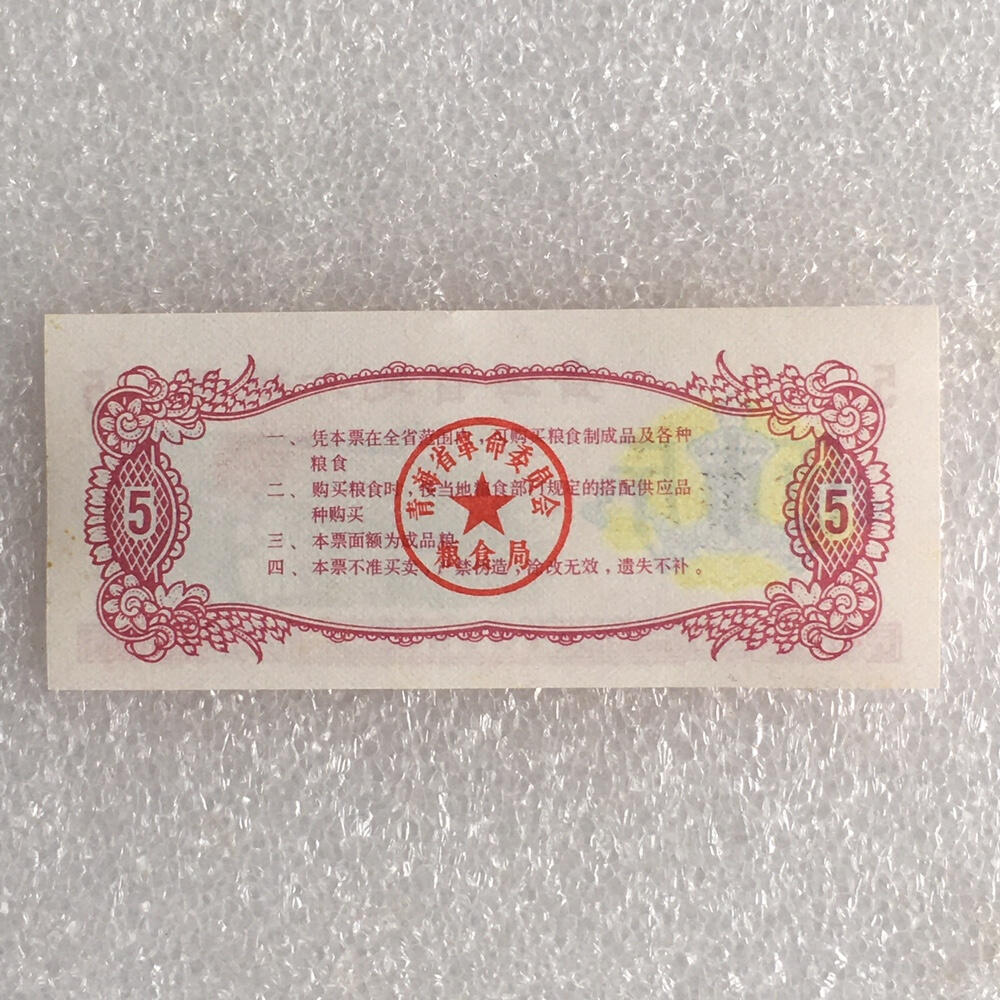 一、凭本票在全省范围内，可购买粮食制成品及各种
粮食
二、购买粮食时，按当地粮食部门规定的搭配供应品
种购买
三、本票面额为成品粮
四、本票不准买卖，严禁伪造，涂改无效，遗失不补。
青海省革命委员会
粮食局
5
5